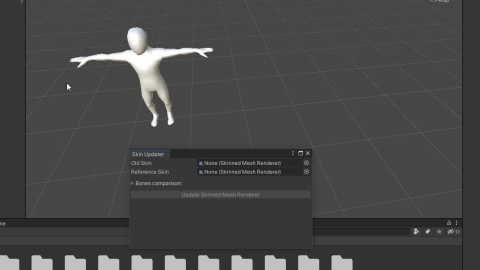 Persp
Skin Updater
Old Skin
None (Skinned Mesh Renderer)
Reference Skin
None (Skinned Mesh Renderer)
Bones comparison:
Update Skinned Mesh Renderer
11